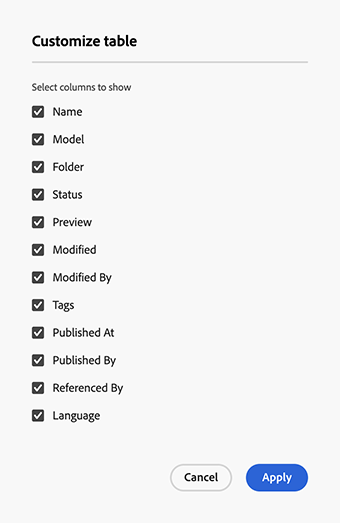 Customize table
Select columns to show
Name
Model
Folder
Status
Preview
Modified
Modified By
Tags
Published At
Published By
Referenced By
Language
Cancel Apply